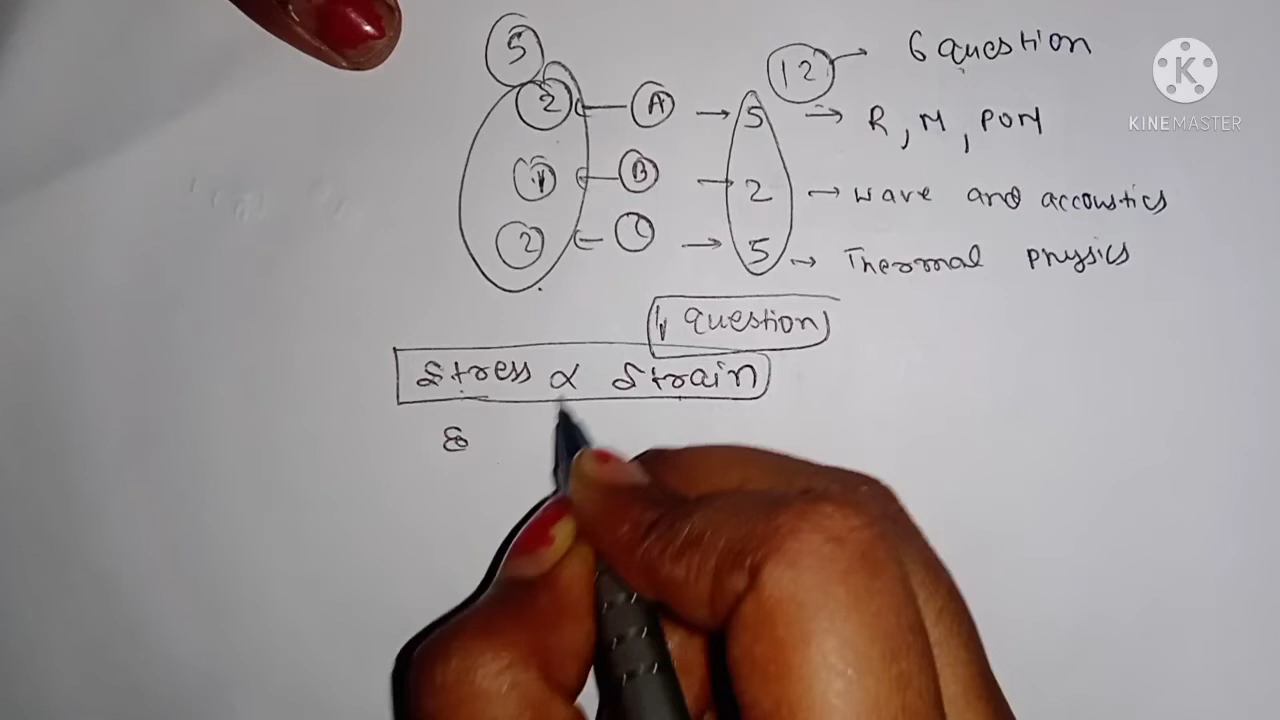 5
12 → 6 question
2 ← A → 5 → R, M, POM
1 ← B — 2 → wave and accoustics
2 ← C → 5 → Thermal physics
question
Stress ∝ Strain
K
KINEMASTER